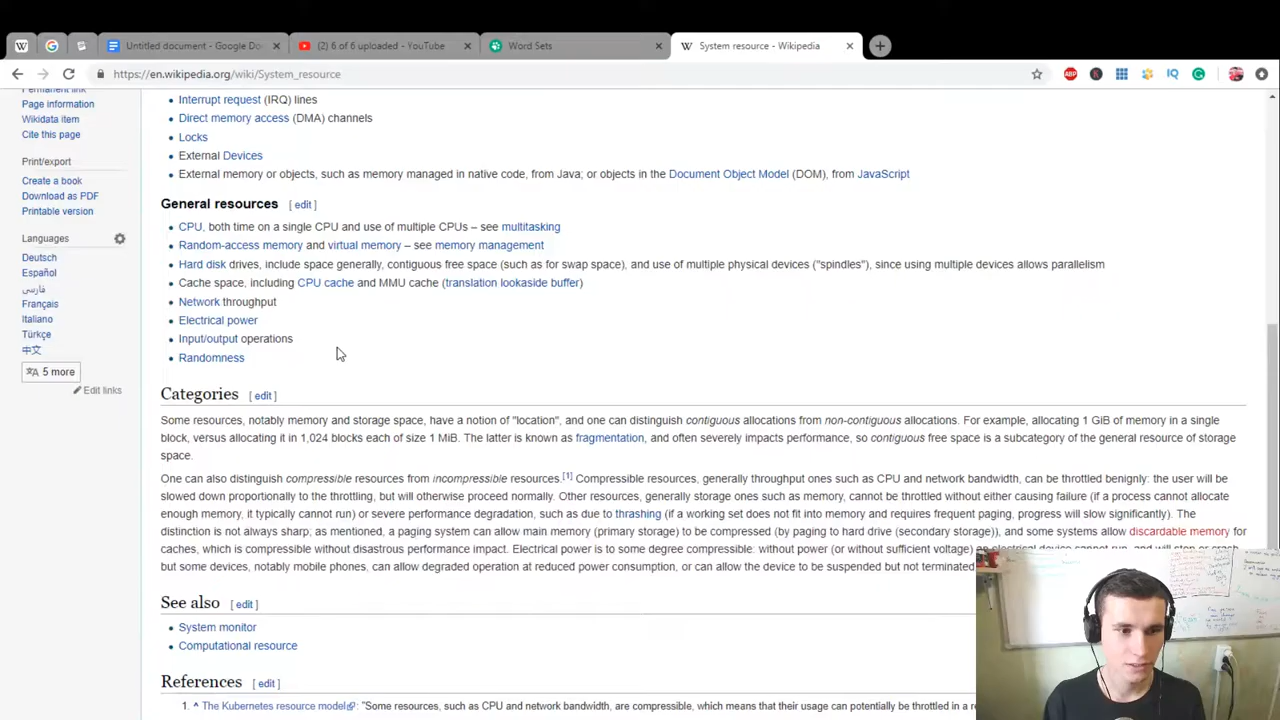 Untitled document - Google Do
(2) 6 of 6 uploaded - YouTube
Word Sets
System resource - Wikipedia
https://en.wikipedia.org/wiki/System_resource
Permanent link
Page information
Wikidata item
Cite this page
Print/export
Create a book
Download as PDF
Printable version
Languages
Deutsch
Español
فارسی
Français
Italiano
Türkçe
中文
5 more
Edit links
Interrupt request (IRQ) lines
Direct memory access (DMA) channels
Locks
External Devices
External memory or objects, such as memory managed in native code, from Java; or objects in the Document Object Model (DOM), from JavaScript
General resources [ edit ]
CPU, both time on a single CPU and use of multiple CPUs – see multitasking
Random-access memory and virtual memory – see memory management
Hard disk drives, include space generally, contiguous free space (such as for swap space), and use of multiple physical devices ("spindles"), since using multiple devices allows parallelism
Cache space, including CPU cache and MMU cache (translation lookaside buffer)
Network throughput
Electrical power
Input/output operations
Randomness
Categories [ edit ]
Some resources, notably memory and storage space, have a notion of "location", and one can distinguish contiguous allocations from non-contiguous allocations. For example, allocating 1 GiB of memory in a single
block, versus allocating it in 1,024 blocks each of size 1 MiB. The latter is known as fragmentation, and often severely impacts performance, so contiguous free space is a subcategory of the general resource of storage
space.
One can also distinguish compressible resources from incompressible resources.[1] Compressible resources, generally throughput ones such as CPU and network bandwidth, can be throttled benignly: the user will be
slowed down proportionally to the throttling, but will otherwise proceed normally. Other resources, generally storage ones such as memory, cannot be throttled without either causing failure (if a process cannot allocate
enough memory, it typically cannot run) or severe performance degradation, such as due to thrashing (if a working set does not fit into memory and requires frequent paging, progress will slow significantly). The
distinction is not always sharp; as mentioned, a paging system can allow main memory (primary storage) to be compressed (by paging to hard drive (secondary storage)), and some systems allow discardable memory for
caches, which is compressible without disastrous performance impact. Electrical power is to some degree compressible: without power (or without sufficient voltage) an electrical device cannot run, and will stop or crash,
but some devices, notably mobile phones, can allow degraded operation at reduced power consumption, or can allow the device to be suspended but not terminated
See also [ edit ]
System monitor
Computational resource
References [ edit ]
1. ^ The Kubernetes resource model: "Some resources, such as CPU and network bandwidth, are compressible, which means that their usage can potentially be throttled in a